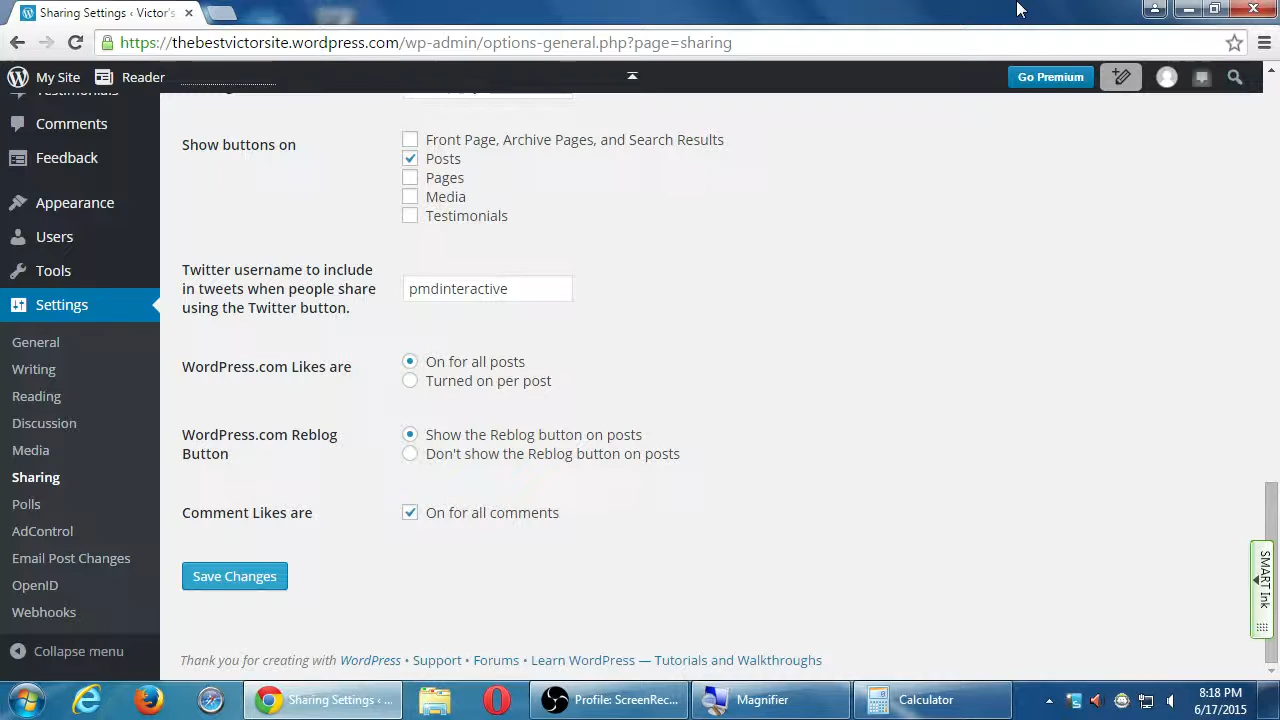 Sharing Settings ‹ Victor's
https://thebestvictorsite.wordpress.com/wp-admin/options-general.php?page=sharing
My Site
Reader
Go Premium
Testimonials
Comments
Feedback
Appearance
Users
Tools
Settings
General
Writing
Reading
Discussion
Media
Sharing
Polls
AdControl
Email Post Changes
OpenID
Webhooks
Collapse menu
Show buttons on
Front Page, Archive Pages, and Search Results
Posts
Pages
Media
Testimonials
Twitter username to include
in tweets when people share
using the Twitter button.
pmdinteractive
WordPress.com Likes are
On for all posts
Turned on per post
WordPress.com Reblog
Button
Show the Reblog button on posts
Don't show the Reblog button on posts
Comment Likes are
On for all comments
Save Changes
Thank you for creating with WordPress • Support • Forums • Learn WordPress — Tutorials and Walkthroughs
SMART Ink
Sharing Settings ‹ ...
Profile: ScreenRec...
Magnifier
Calculator
8:18 PM
6/17/2015